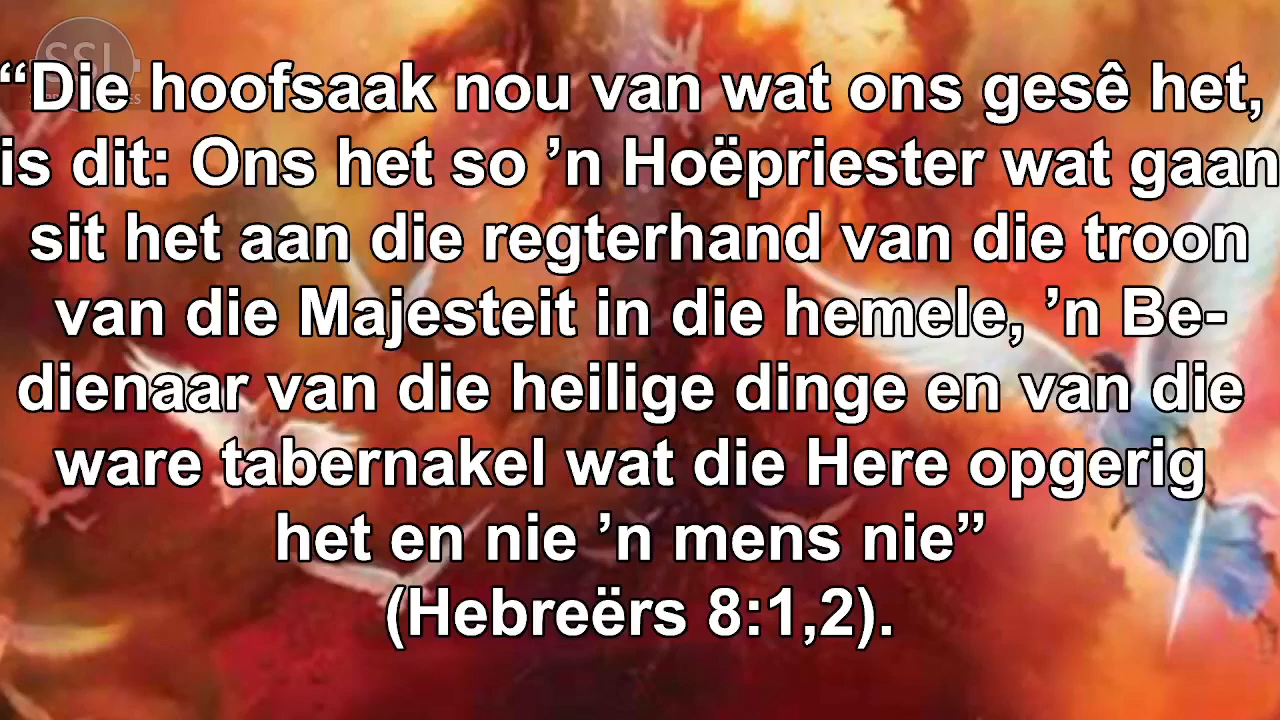 SSL
“Die hoofsaak nou van wat ons gesê het,
is dit: Ons het so ’n Hoëpriester wat gaan
sit het aan die regterhand van die troon
van die Majesteit in die hemele, ’n Be-
dienaar van die heilige dinge en van die
ware tabernakel wat die Here opgerig
het en nie ’n mens nie”
(Hebreërs 8:1,2).